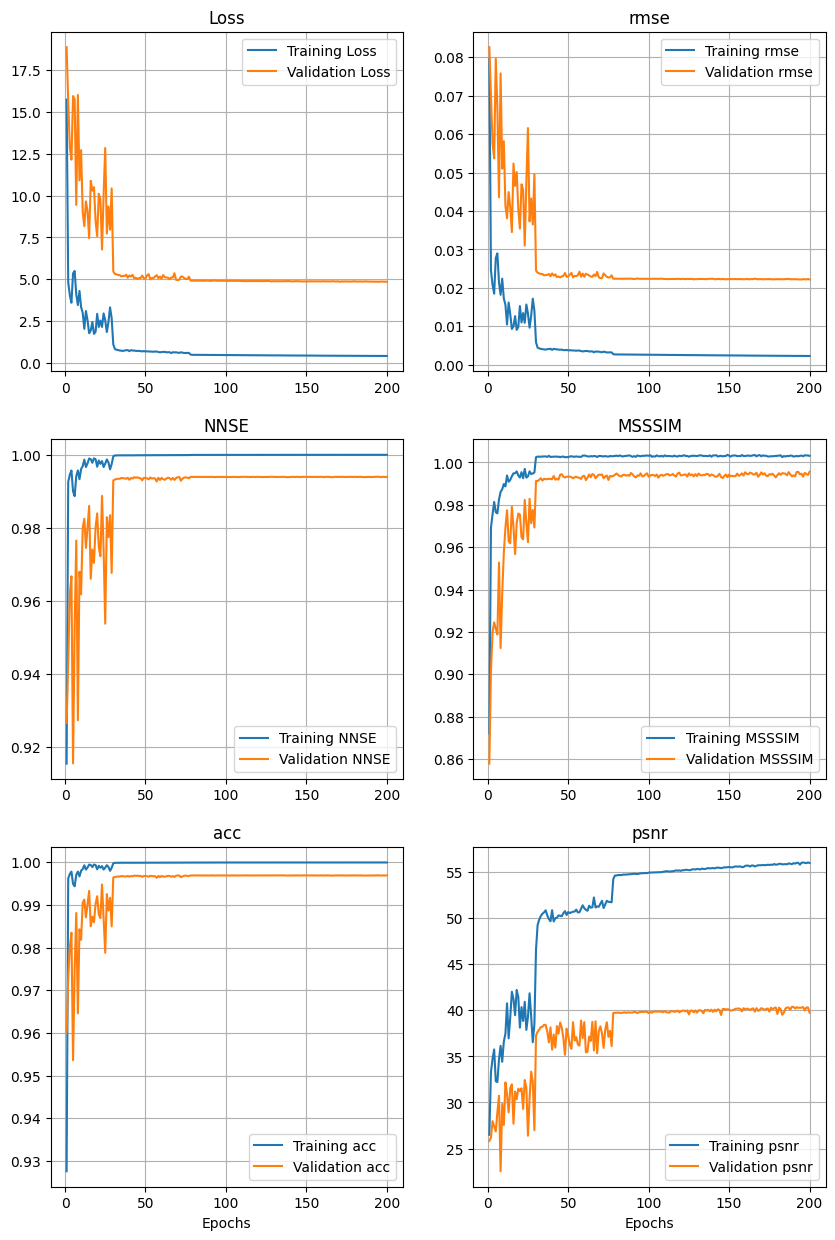 Loss
17.5
15.0
12.5
10.0
7.5
5.0
2.5
0.0
0 50 100 150 200
Training Loss
Validation Loss
rmse
0.08
0.07
0.06
0.05
0.04
0.03
0.02
0.01
0.00
0 50 100 150 200
Training rmse
Validation rmse
NNSE
1.00
0.98
0.96
0.94
0.92
0 50 100 150 200
Training NNSE
Validation NNSE
MSSSIM
1.00
0.98
0.96
0.94
0.92
0.90
0.88
0.86
0 50 100 150 200
Training MSSSIM
Validation MSSSIM
acc
1.00
0.99
0.98
0.97
0.96
0.95
0.94
0.93
0 50 100 150 200
Training acc
Validation acc
Epochs
psnr
55
50
45
40
35
30
25
0 50 100 150 200
Training psnr
Validation psnr
Epochs